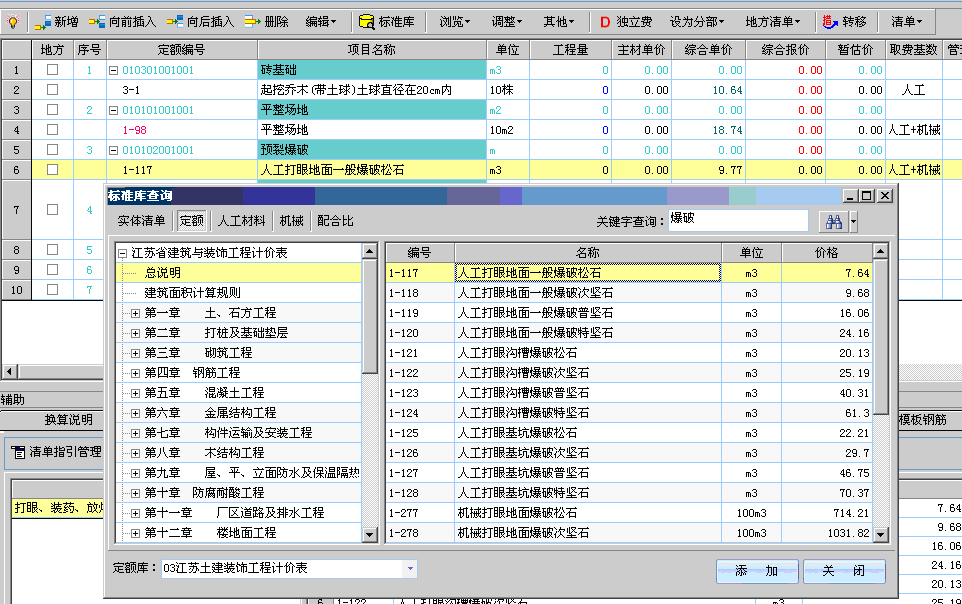 新增 向前插入 向后插入 删除 编辑 标准库 浏览 调整 其他 D 独立费 设为分部 地方清单 批 转移 清单
地方 序号 定额编号 项目名称 单位 工程量 主材单价 综合单价 综合报价 暂估价 取费基数
1 1 010301001001 砖基础 m3 0 0.00 0.00 0.00 0.00
2 3-1 起挖乔木(带土球)土球直径在20cm内 10株 0 0.00 10.64 0.00 0.00 人工
3 2 010101001001 平整场地 m2 0 0.00 0.00 0.00 0.00
4 1-98 平整场地 10m2 0 0.00 18.74 0.00 0.00 人工+机械
5 3 010102001001 预裂爆破 m 0 0.00 0.00 0.00 0.00
6 1-117 人工打眼地面一般爆破松石 m3 0 0.00 9.77 0.00 0.00 人工+机械
7 4
8 5
9 6
10 7
辅助
换算说明 模板钢筋
清单指引管理
打眼、装药、放
标准库查询
实体清单 定额 人工材料 机械 配合比 关键字查询: 爆破
江苏省建筑与装饰工程计价表
总说明
建筑面积计算规则
第一章 土、石方工程
第二章 打桩及基础垫层
第三章 砌筑工程
第四章 钢筋工程
第五章 混凝土工程
第六章 金属结构工程
第七章 构件运输及安装工程
第八章 木结构工程
第九章 屋、平、立面防水及保温隔热
第十章 防腐耐酸工程
第十一章 厂区道路及排水工程
第十二章 楼地面工程
编号 名称 单位 价格
1-117 人工打眼地面一般爆破松石 m3 7.64
1-118 人工打眼地面一般爆破次坚石 m3 9.68
1-119 人工打眼地面一般爆破普坚石 m3 16.06
1-120 人工打眼地面一般爆破特坚石 m3 24.16
1-121 人工打眼沟槽爆破松石 m3 20.13
1-122 人工打眼沟槽爆破次坚石 m3 25.19
1-123 人工打眼沟槽爆破普坚石 m3 40.31
1-124 人工打眼沟槽爆破特坚石 m3 61.3
1-125 人工打眼基坑爆破松石 m3 22.21
1-126 人工打眼基坑爆破次坚石 m3 29.7
1-127 人工打眼基坑爆破普坚石 m3 46.75
1-128 人工打眼基坑爆破特坚石 m3 70.37
1-277 机械打眼地面爆破松石 100m3 714.21
1-278 机械打眼地面爆破次坚石 100m3 1031.82
定额库: 03江苏土建装饰工程计价表 添 加 关 闭
7.64
9.68
16.06
24.16
20.13